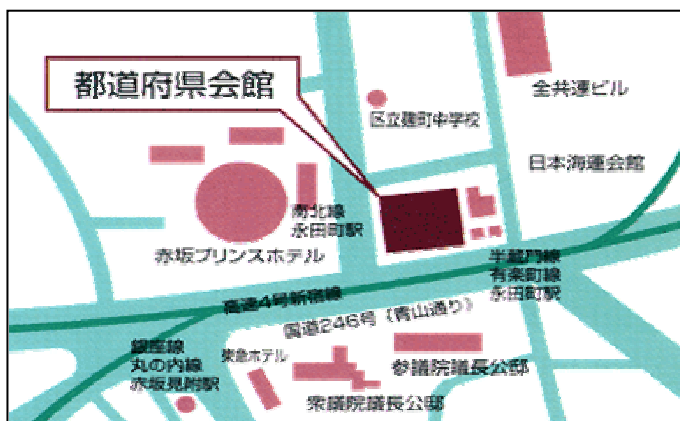 都道府県会館
全共連ビル
区立麹町中学校
日本海運会館
南北線
永田町駅
赤坂プリンスホテル
半蔵門線
有楽町線
永田町駅
高速4号新宿線
国道246号（青山通り）
銀座線
丸の内線
赤坂見附駅
東急ホテル
参議院議長公邸
衆議院議長公邸